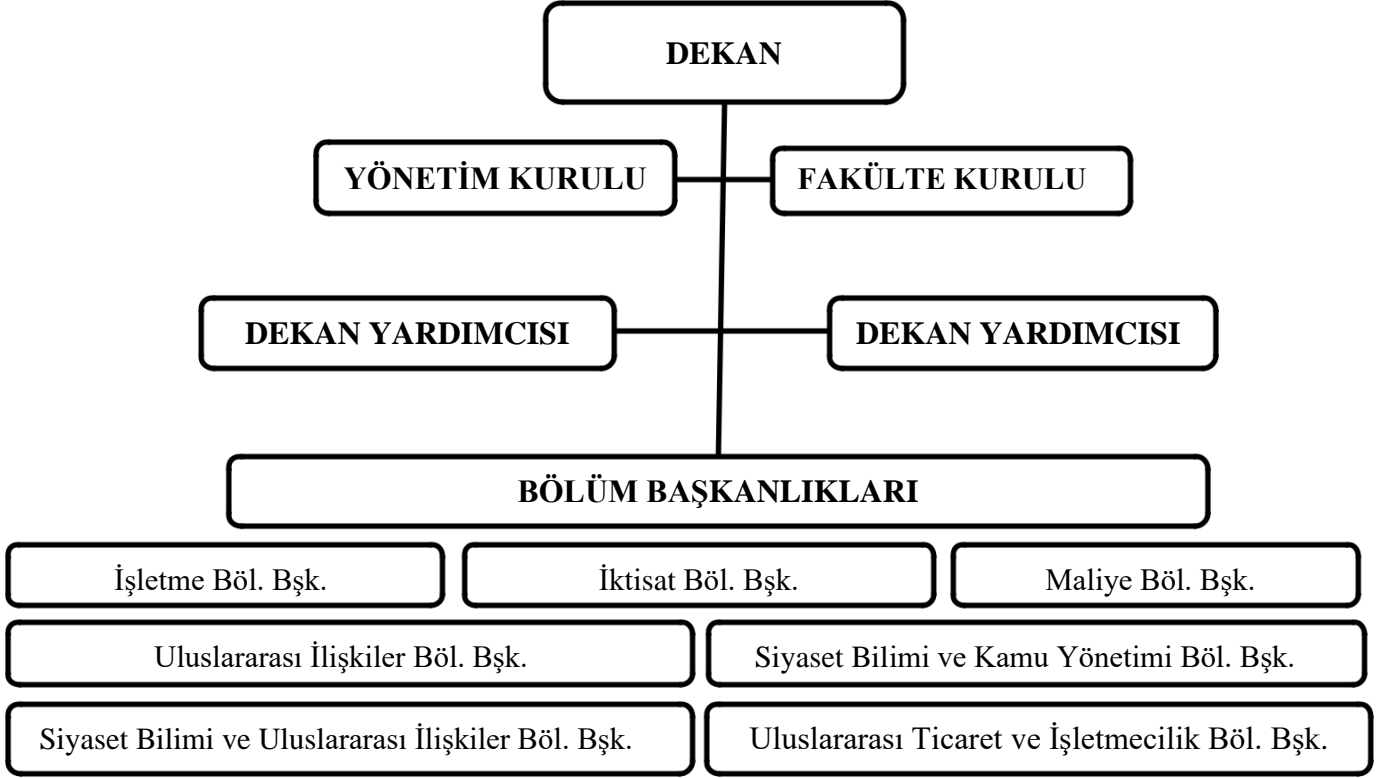 DEKAN
YÖNETİM KURULU
FAKÜLTE KURULU
DEKAN YARDIMCISI
DEKAN YARDIMCISI
BÖLÜM BAŞKANLIKLARI
İşletme Böl. Bşk.
İktisat Böl. Bşk.
Maliye Böl. Bşk.
Uluslararası İlişkiler Böl. Bşk.
Siyaset Bilimi ve Kamu Yönetimi Böl. Bşk.
Siyaset Bilimi ve Uluslararası İlişkiler Böl. Bşk.
Uluslararası Ticaret ve İşletmecilik Böl. Bşk.